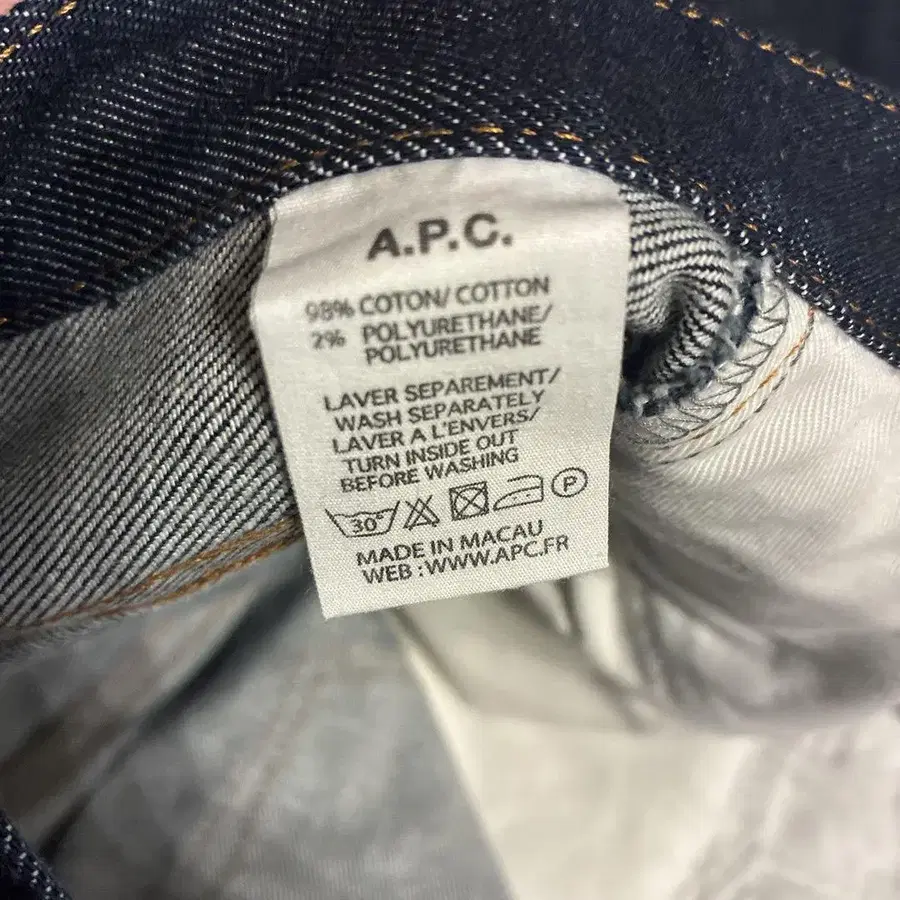 A.P.C.
98% COTON/ COTTON
2% POLYURETHANE/
POLYURETHANE
LAVER SEPAREMENT/
WASH SEPARATELY
LAVER A L'ENVERS/
TURN INSIDE OUT
BEFORE WASHING
30° P
MADE IN MACAU
WEB : WWW.APC.FR